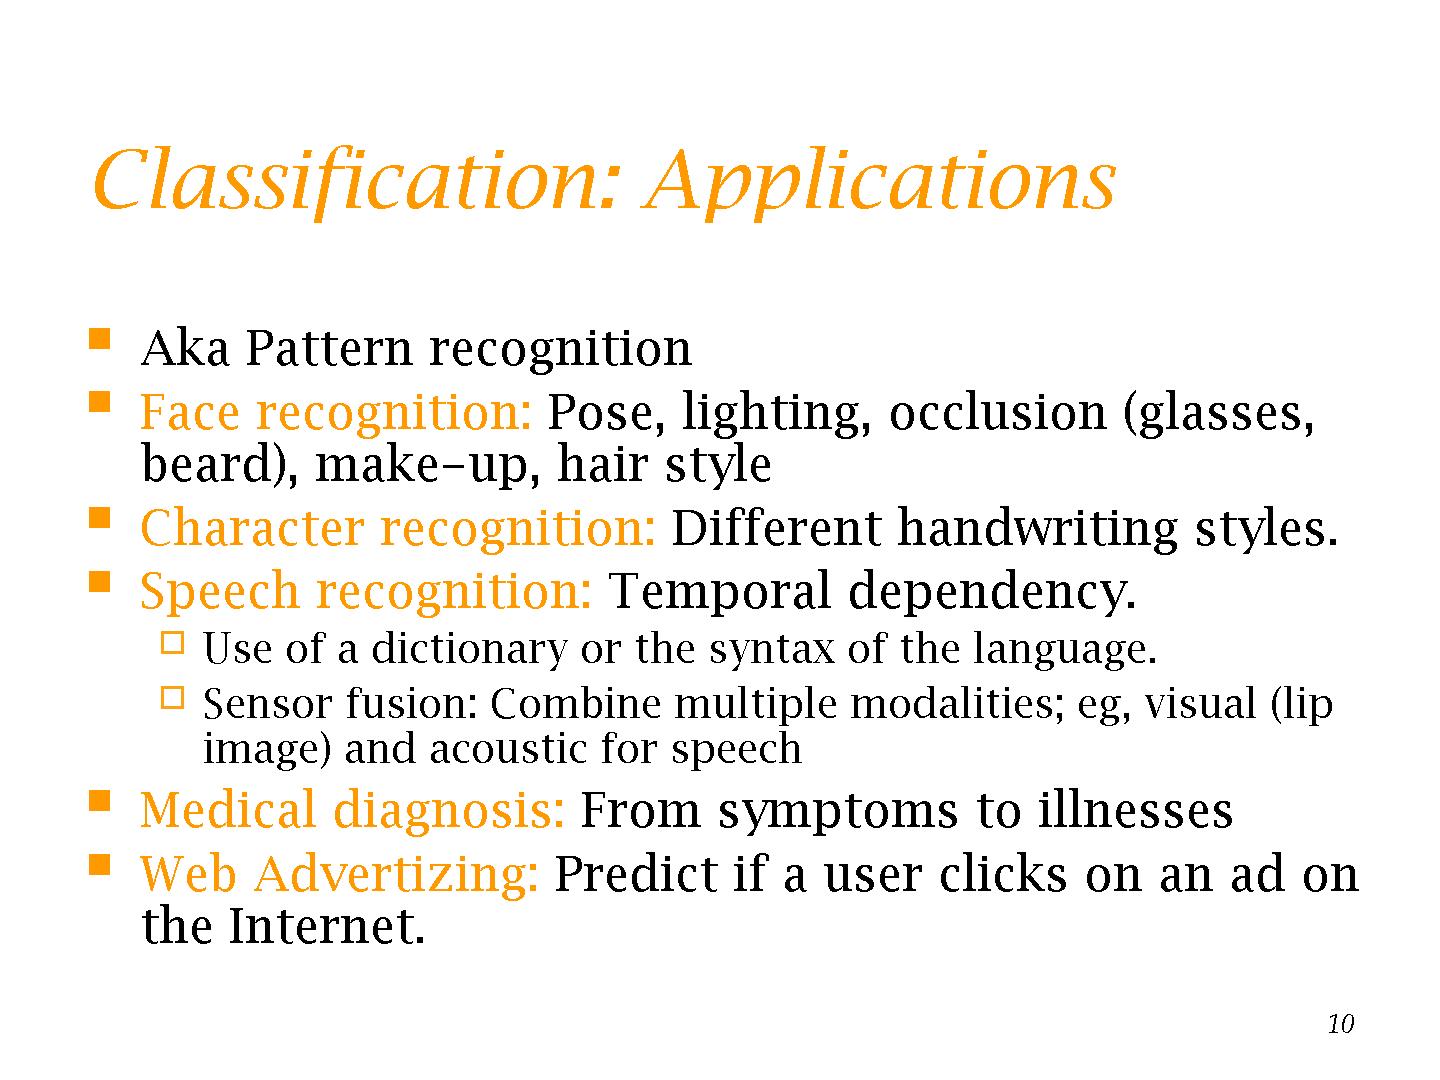 Classification: Applications
Aka Pattern recognition
Face recognition: Pose, lighting, occlusion (glasses,
beard), make-up, hair style
Character recognition: Different handwriting styles.
Speech recognition: Temporal dependency.
Use of a dictionary or the syntax of the language.
Sensor fusion: Combine multiple modalities; eg, visual (lip
image) and acoustic for speech
Medical diagnosis: From symptoms to illnesses
Web Advertizing: Predict if a user clicks on an ad on
the Internet.
10